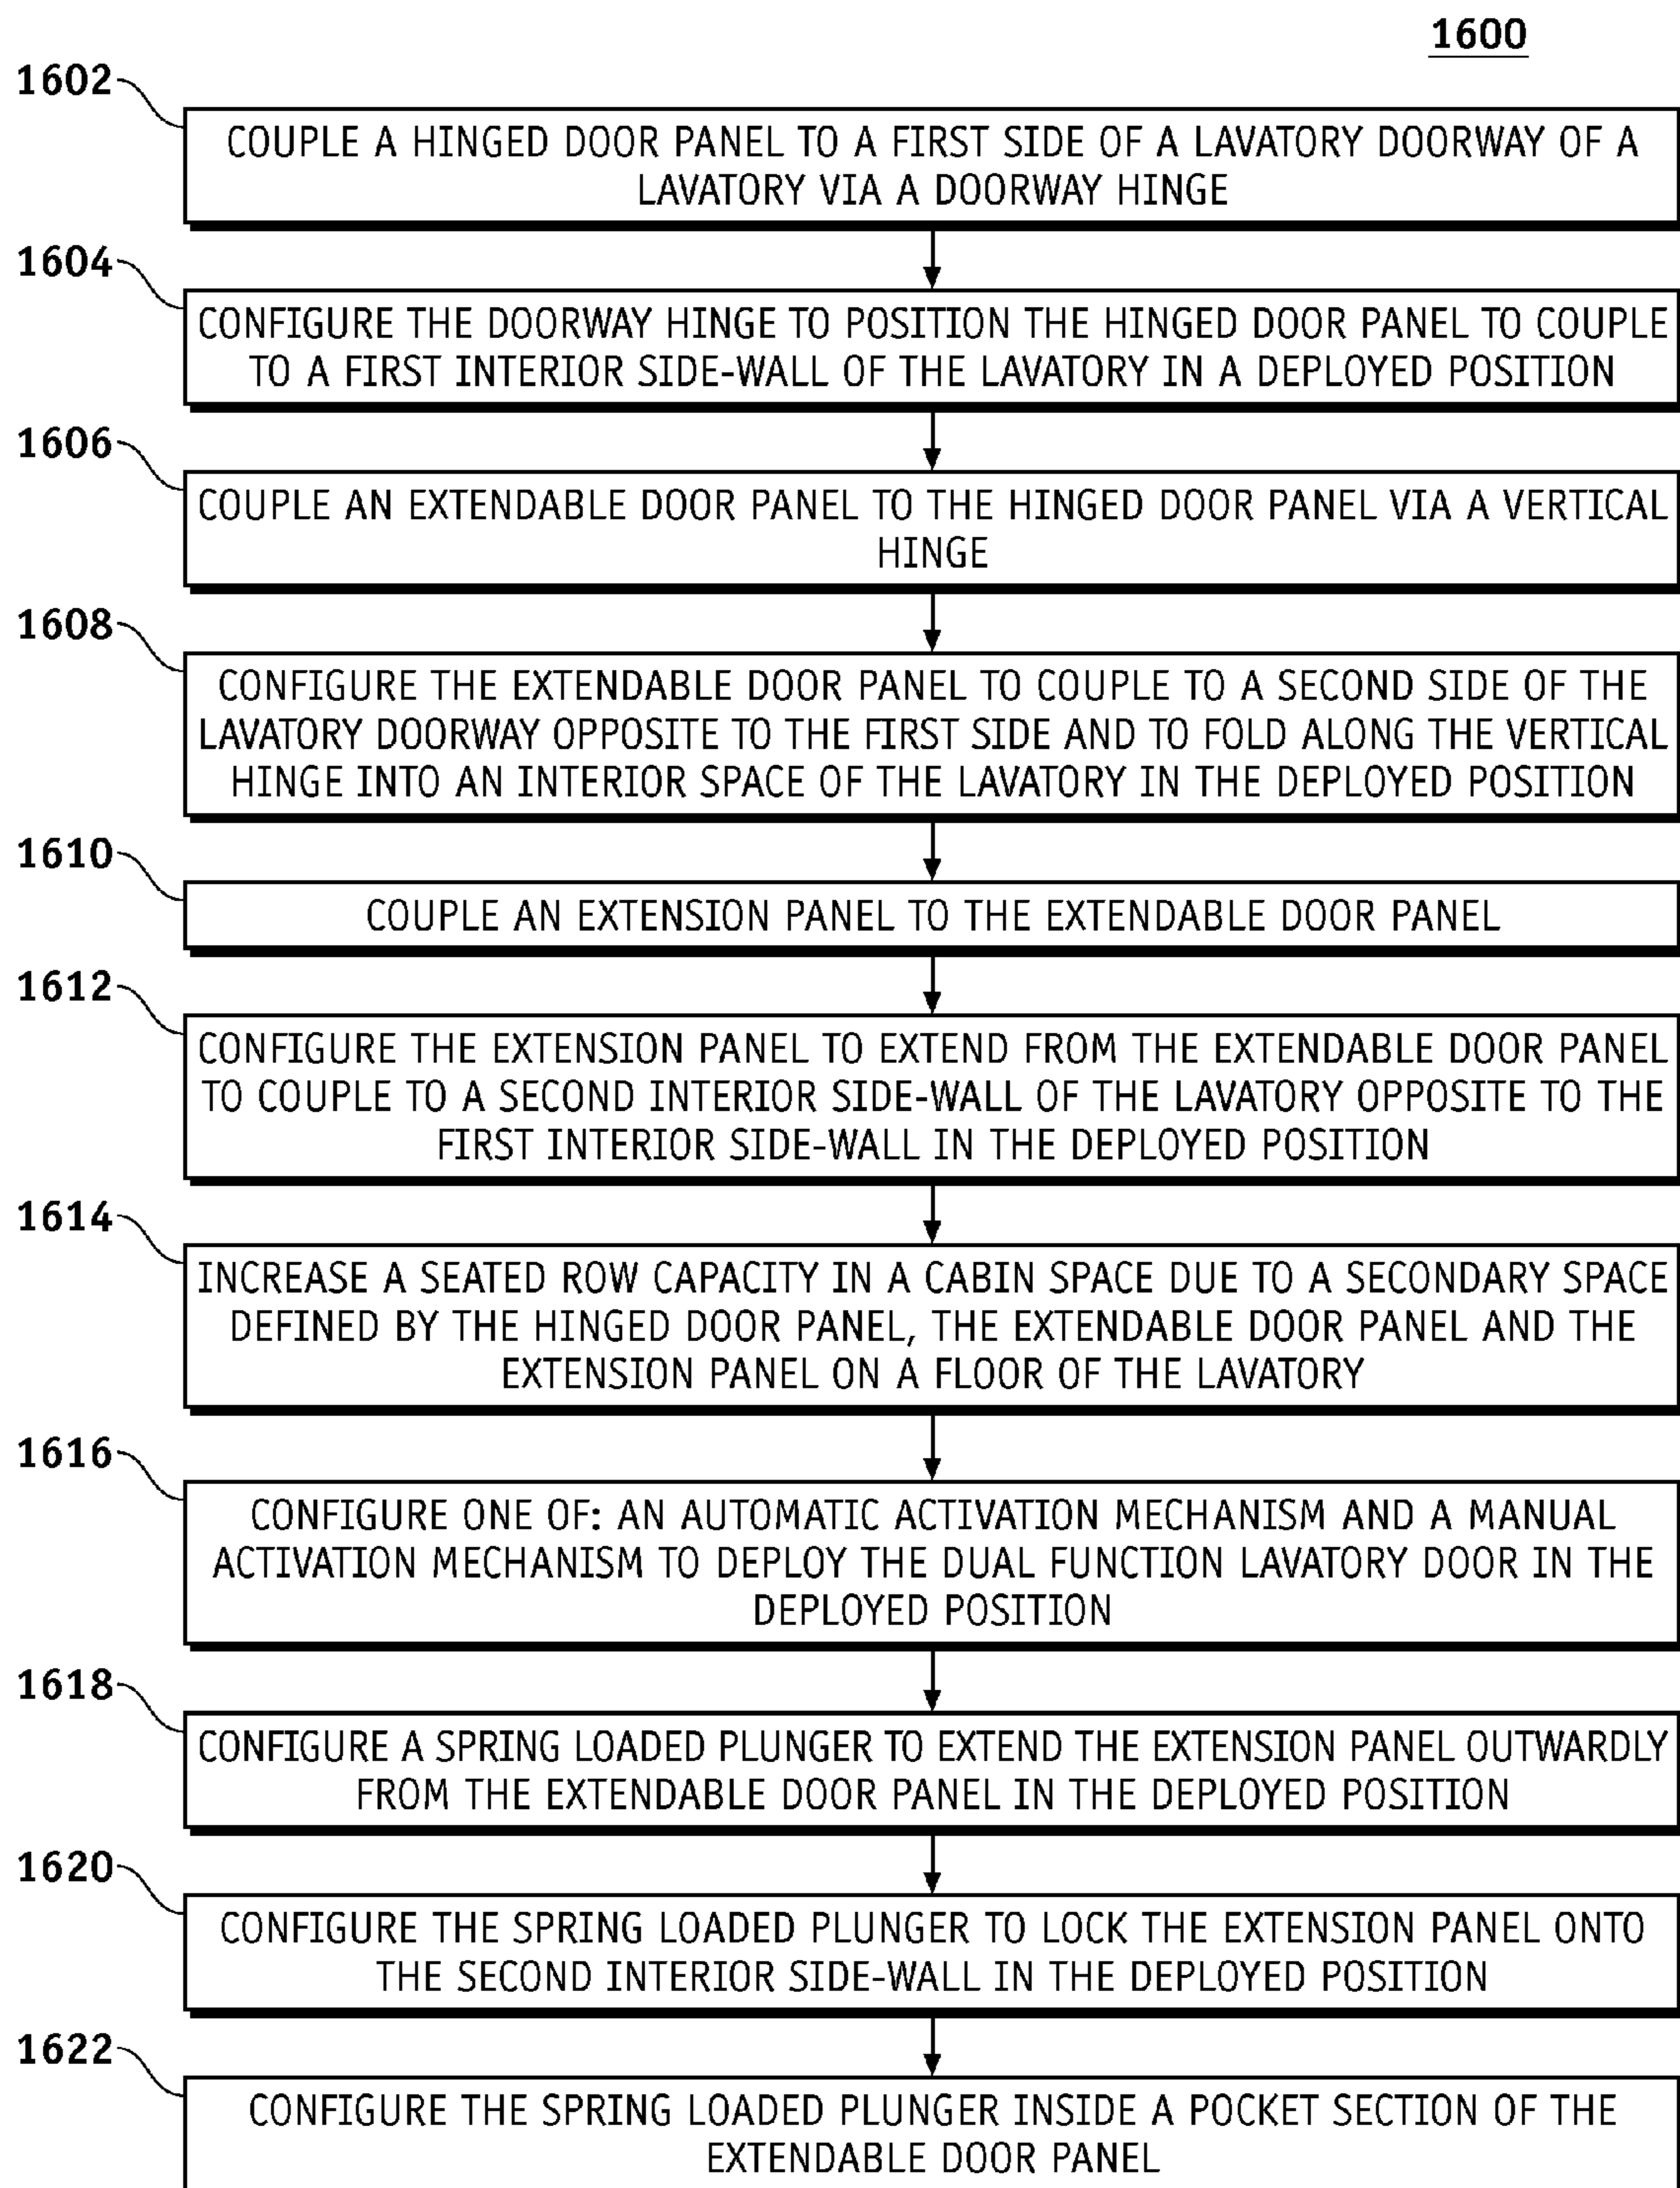 1600
1602
COUPLE A HINGED DOOR PANEL TO A FIRST SIDE OF A LAVATORY DOORWAY OF A
LAVATORY VIA A DOORWAY HINGE
1604
CONFIGURE THE DOORWAY HINGE TO POSITION THE HINGED DOOR PANEL TO COUPLE
TO A FIRST INTERIOR SIDE-WALL OF THE LAVATORY IN A DEPLOYED POSITION
1606
COUPLE AN EXTENDABLE DOOR PANEL TO THE HINGED DOOR PANEL VIA A VERTICAL
HINGE
1608
CONFIGURE THE EXTENDABLE DOOR PANEL TO COUPLE TO A SECOND SIDE OF THE
LAVATORY DOORWAY OPPOSITE TO THE FIRST SIDE AND TO FOLD ALONG THE VERTICAL
HINGE INTO AN INTERIOR SPACE OF THE LAVATORY IN THE DEPLOYED POSITION
1610
COUPLE AN EXTENSION PANEL TO THE EXTENDABLE DOOR PANEL
1612
CONFIGURE THE EXTENSION PANEL TO EXTEND FROM THE EXTENDABLE DOOR PANEL
TO COUPLE TO A SECOND INTERIOR SIDE-WALL OF THE LAVATORY OPPOSITE TO THE
FIRST INTERIOR SIDE-WALL IN THE DEPLOYED POSITION
1614
INCREASE A SEATED ROW CAPACITY IN A CABIN SPACE DUE TO A SECONDARY SPACE
DEFINED BY THE HINGED DOOR PANEL, THE EXTENDABLE DOOR PANEL AND THE
EXTENSION PANEL ON A FLOOR OF THE LAVATORY
1616
CONFIGURE ONE OF: AN AUTOMATIC ACTIVATION MECHANISM AND A MANUAL
ACTIVATION MECHANISM TO DEPLOY THE DUAL FUNCTION LAVATORY DOOR IN THE
DEPLOYED POSITION
1618
CONFIGURE A SPRING LOADED PLUNGER TO EXTEND THE EXTENSION PANEL OUTWARDLY
FROM THE EXTENDABLE DOOR PANEL IN THE DEPLOYED POSITION
1620
CONFIGURE THE SPRING LOADED PLUNGER TO LOCK THE EXTENSION PANEL ONTO
THE SECOND INTERIOR SIDE-WALL IN THE DEPLOYED POSITION
1622
CONFIGURE THE SPRING LOADED PLUNGER INSIDE A POCKET SECTION OF THE
EXTENDABLE DOOR PANEL